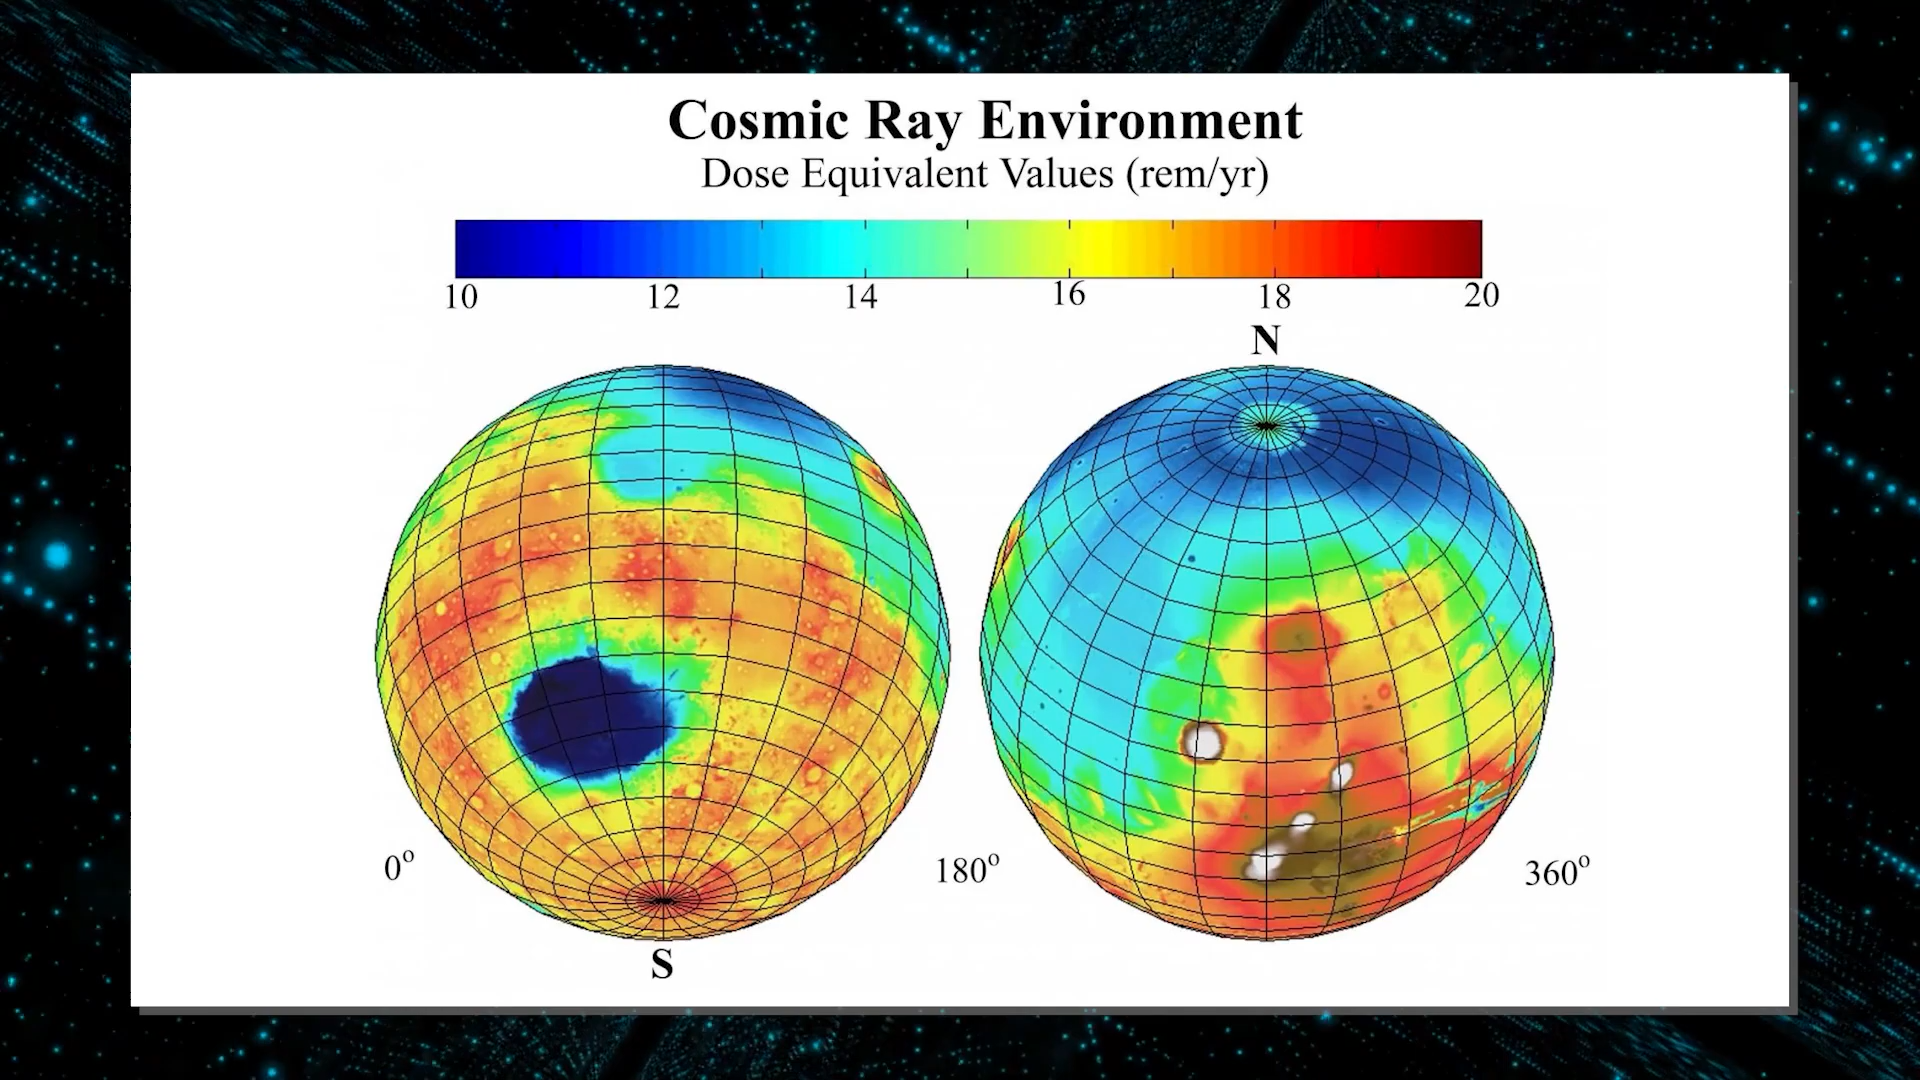 Cosmic Ray Environment
Dose Equivalent Values (rem/yr)
10 12 14 16 18 20
N
0° 180° 360°
S